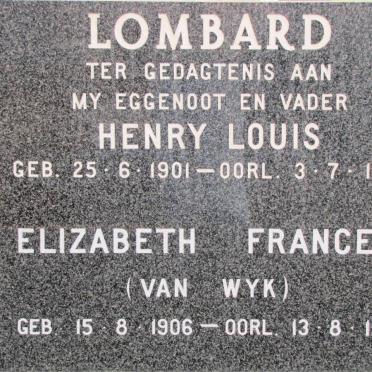 LOMBARD
TER GEDAGTENIS AAN
MY EGGENOOT EN VADER
HENRY LOUIS
GEB. 25·6·1901—OORL. 3·7·1
ELIZABETH FRANCE
(VAN WYK)
GEB. 15·8·1906—OORL. 13·8·1